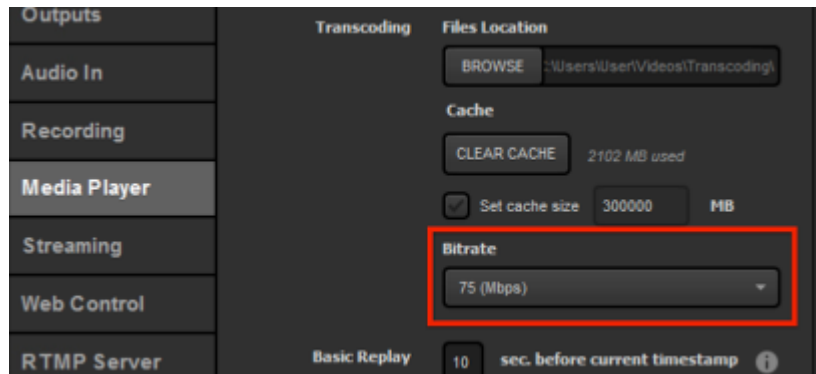 Outputs
Audio In
Recording
Media Player
Streaming
Web Control
RTMP Server
Transcoding
Files Location
BROWSE :\Users\User\Videos\Transcoding\
Cache
CLEAR CACHE 2102 MB used
Set cache size 300000 MB
Bitrate
75 (Mbps)
Basic Replay 10 sec. before current timestamp